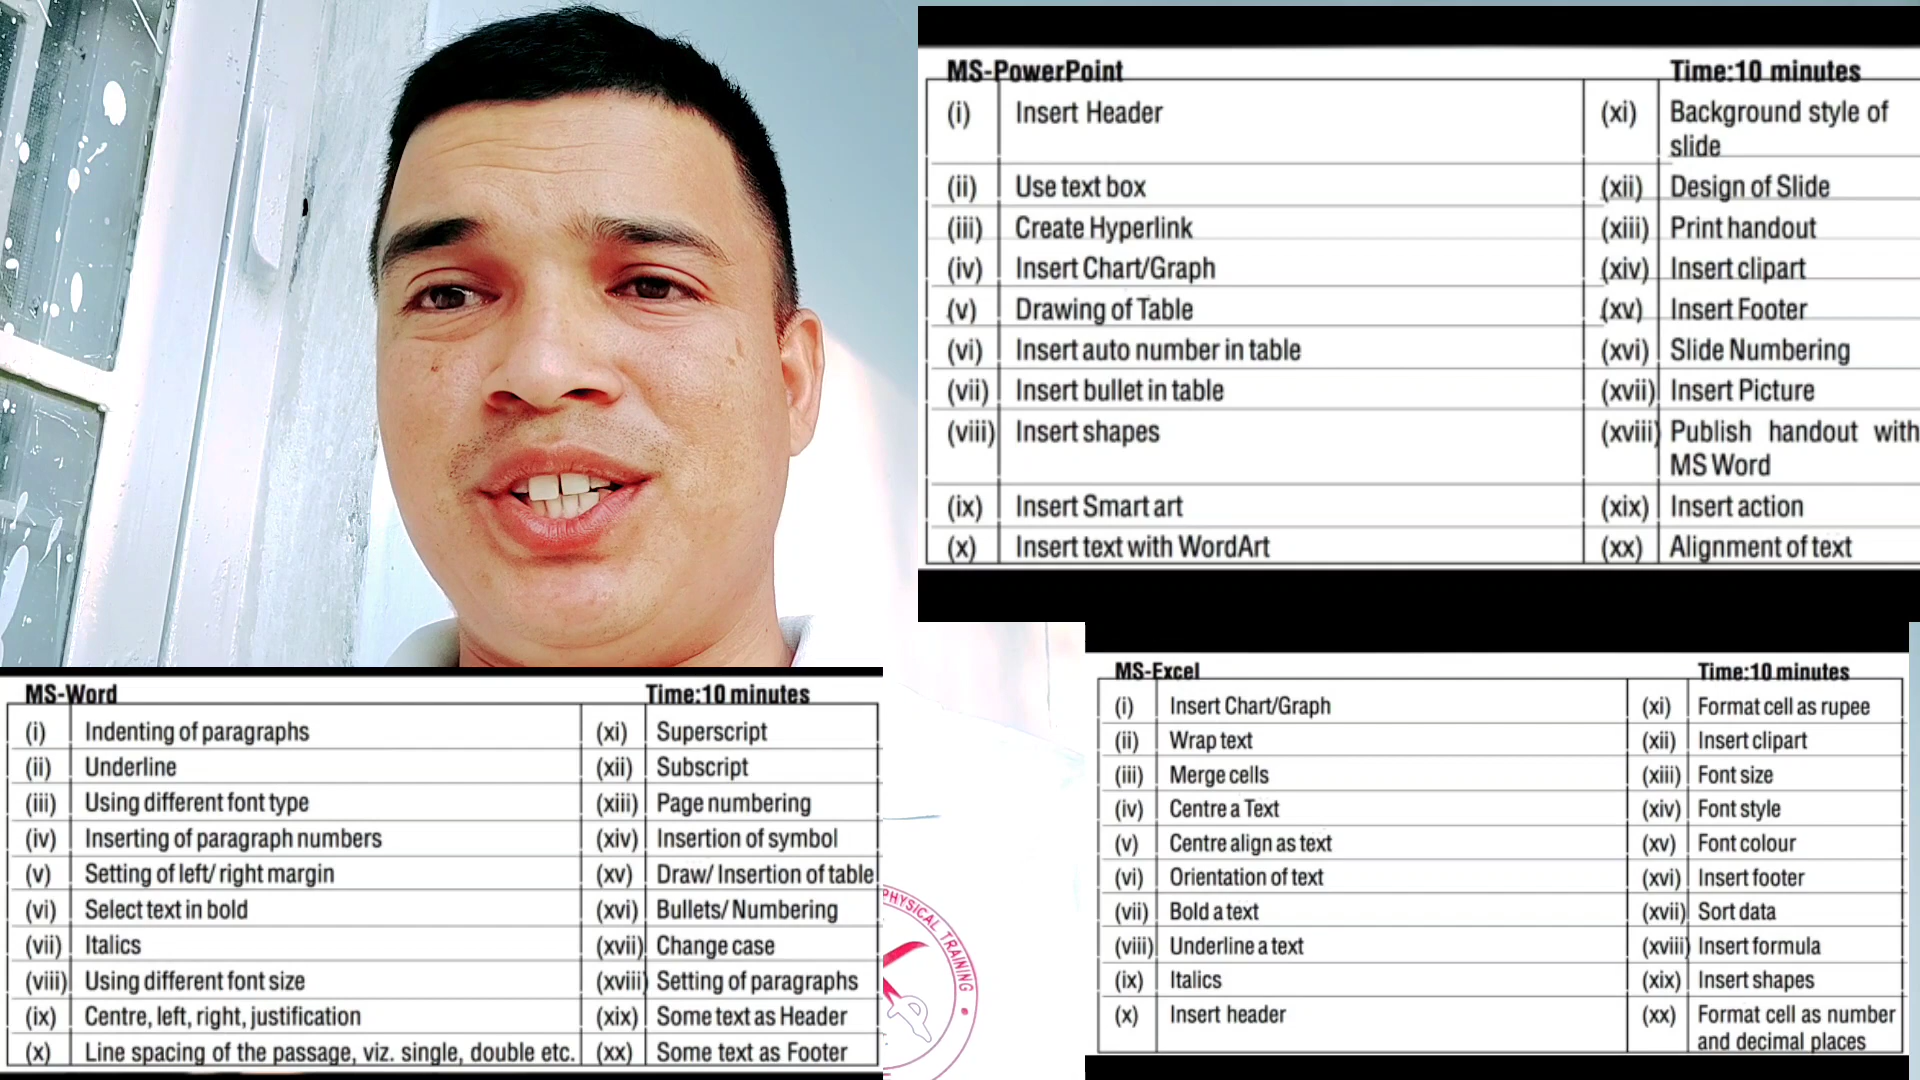 MS-PowerPoint Time:10 minutes
(i) Insert Header (xi) Background style of
slide
(ii) Use text box (xii) Design of Slide
(iii) Create Hyperlink (xiii) Print handout
(iv) Insert Chart/Graph (xiv) Insert clipart
(v) Drawing of Table (xv) Insert Footer
(vi) Insert auto number in table (xvi) Slide Numbering
(vii) Insert bullet in table (xvii) Insert Picture
(viii) Insert shapes (xviii) Publish handout with
MS Word
(ix) Insert Smart art (xix) Insert action
(x) Insert text with WordArt (xx) Alignment of text
MS-Word Time:10 minutes
(i) Indenting of paragraphs (xi) Superscript
(ii) Underline (xii) Subscript
(iii) Using different font type (xiii) Page numbering
(iv) Inserting of paragraph numbers (xiv) Insertion of symbol
(v) Setting of left/ right margin (xv) Draw/ Insertion of table
(vi) Select text in bold (xvi) Bullets/ Numbering
(vii) Italics (xvii) Change case
(viii) Using different font size (xviii) Setting of paragraphs
(ix) Centre, left, right, justification (xix) Some text as Header
(x) Line spacing of the passage, viz. single, double etc. (xx) Some text as Footer
PHYSICAL TRAINING
MS-Excel Time:10 minutes
(i) Insert Chart/Graph (xi) Format cell as rupee
(ii) Wrap text (xii) Insert clipart
(iii) Merge cells (xiii) Font size
(iv) Centre a Text (xiv) Font style
(v) Centre align as text (xv) Font colour
(vi) Orientation of text (xvi) Insert footer
(vii) Bold a text (xvii) Sort data
(viii) Underline a text (xviii) Insert formula
(ix) Italics (xix) Insert shapes
(x) Insert header (xx) Format cell as number
and decimal places